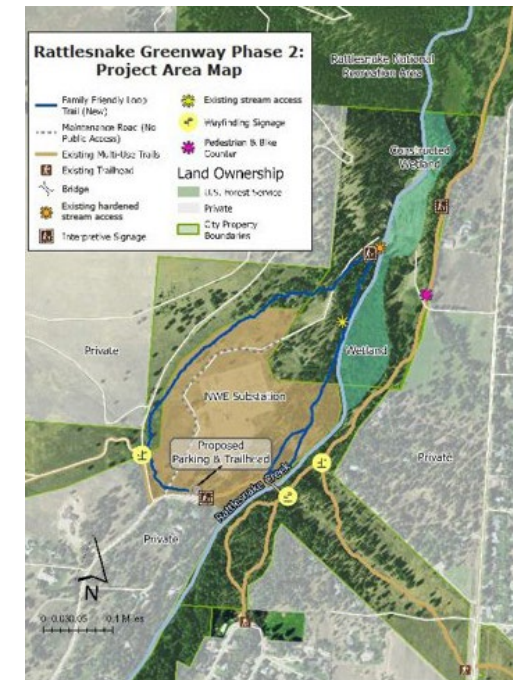 Rattlesnake Greenway Phase 2:
Project Area Map
Family Friendly Loop
Trail (New)
Maintenance Road (No
Public Access)
Existing Multi-Use Trails
Existing Trailhead
Bridge
Existing hardened
stream access
Interpretive Signage
Existing stream access
Wayfinding Signage
Pedestrian & Bike
Counter
Land Ownership
U.S. Forest Service
Private
City Property
Boundaries
Rattlesnake National
Recreation Area
Constructed
Wetland
Wetland
Private
NWE Substation
Proposed
Parking & Trailhead
Rattlesnake Creek
Private
Private
N
0 0.030.05 0.1 Miles